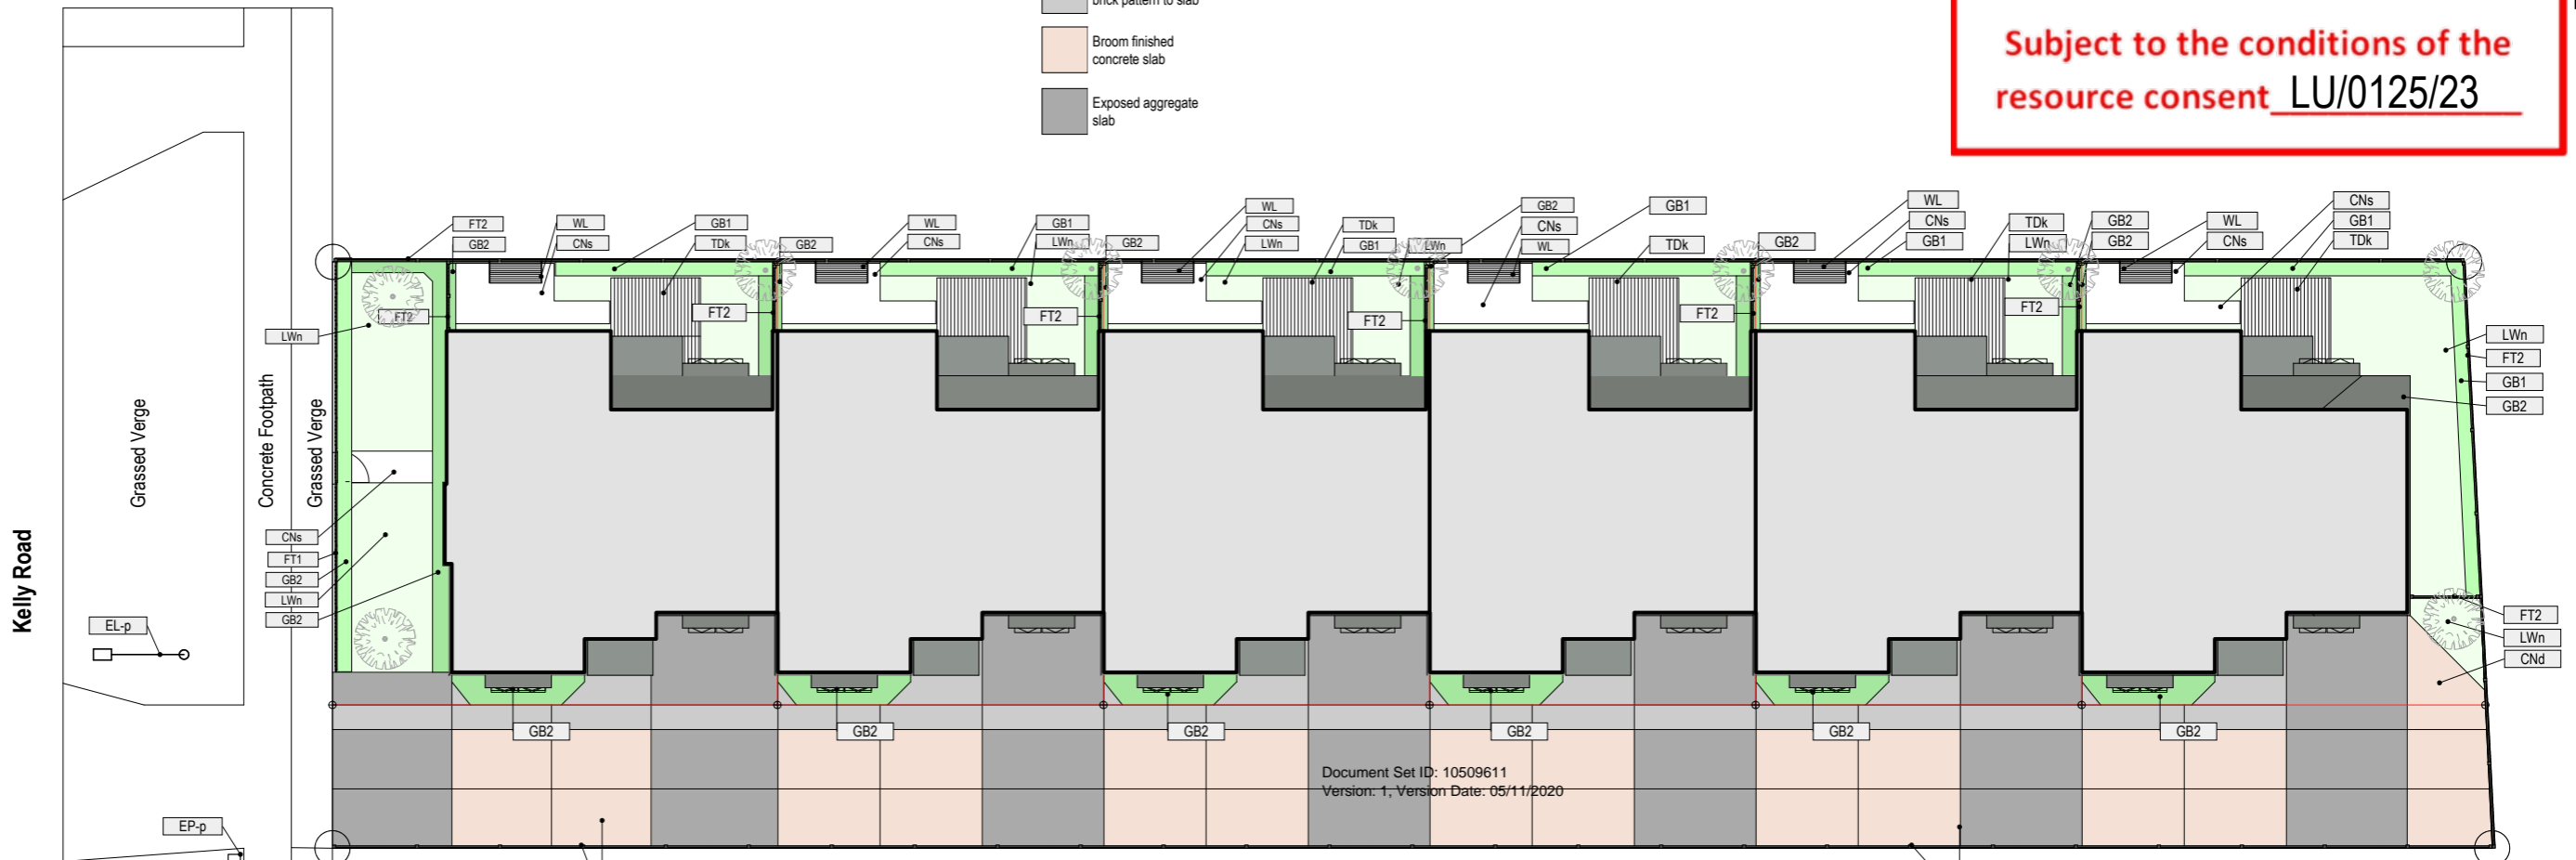 brick pattern to slab
Broom finished
concrete slab
Exposed aggregate
slab
Subject to the conditions of the
resource consent LU/0125/23
FT2
GB2
WL
CNs
GB1
TDk
GB2
WL
CNs
GB1
LWn
GB2
WL
CNs
LWn
TDk
GB1
LWn
GB2
CNs
WL
GB1
TDk
GB2
WL
CNs
GB1
TDk
LWn
GB2
GB2
WL
CNs
CNs
GB1
TDk
FT2
FT2
FT2
FT2
FT2
FT2
LWn
LWn
FT2
GB1
GB2
Kelly Road
Grassed Verge
Concrete Footpath
Grassed Verge
CNs
FT1
GB2
LWn
GB2
EL-p
FT2
LWn
CNd
GB2
GB2
GB2
GB2
GB2
GB2
Document Set ID: 10509611
Version: 1, Version Date: 05/11/2020
EP-p